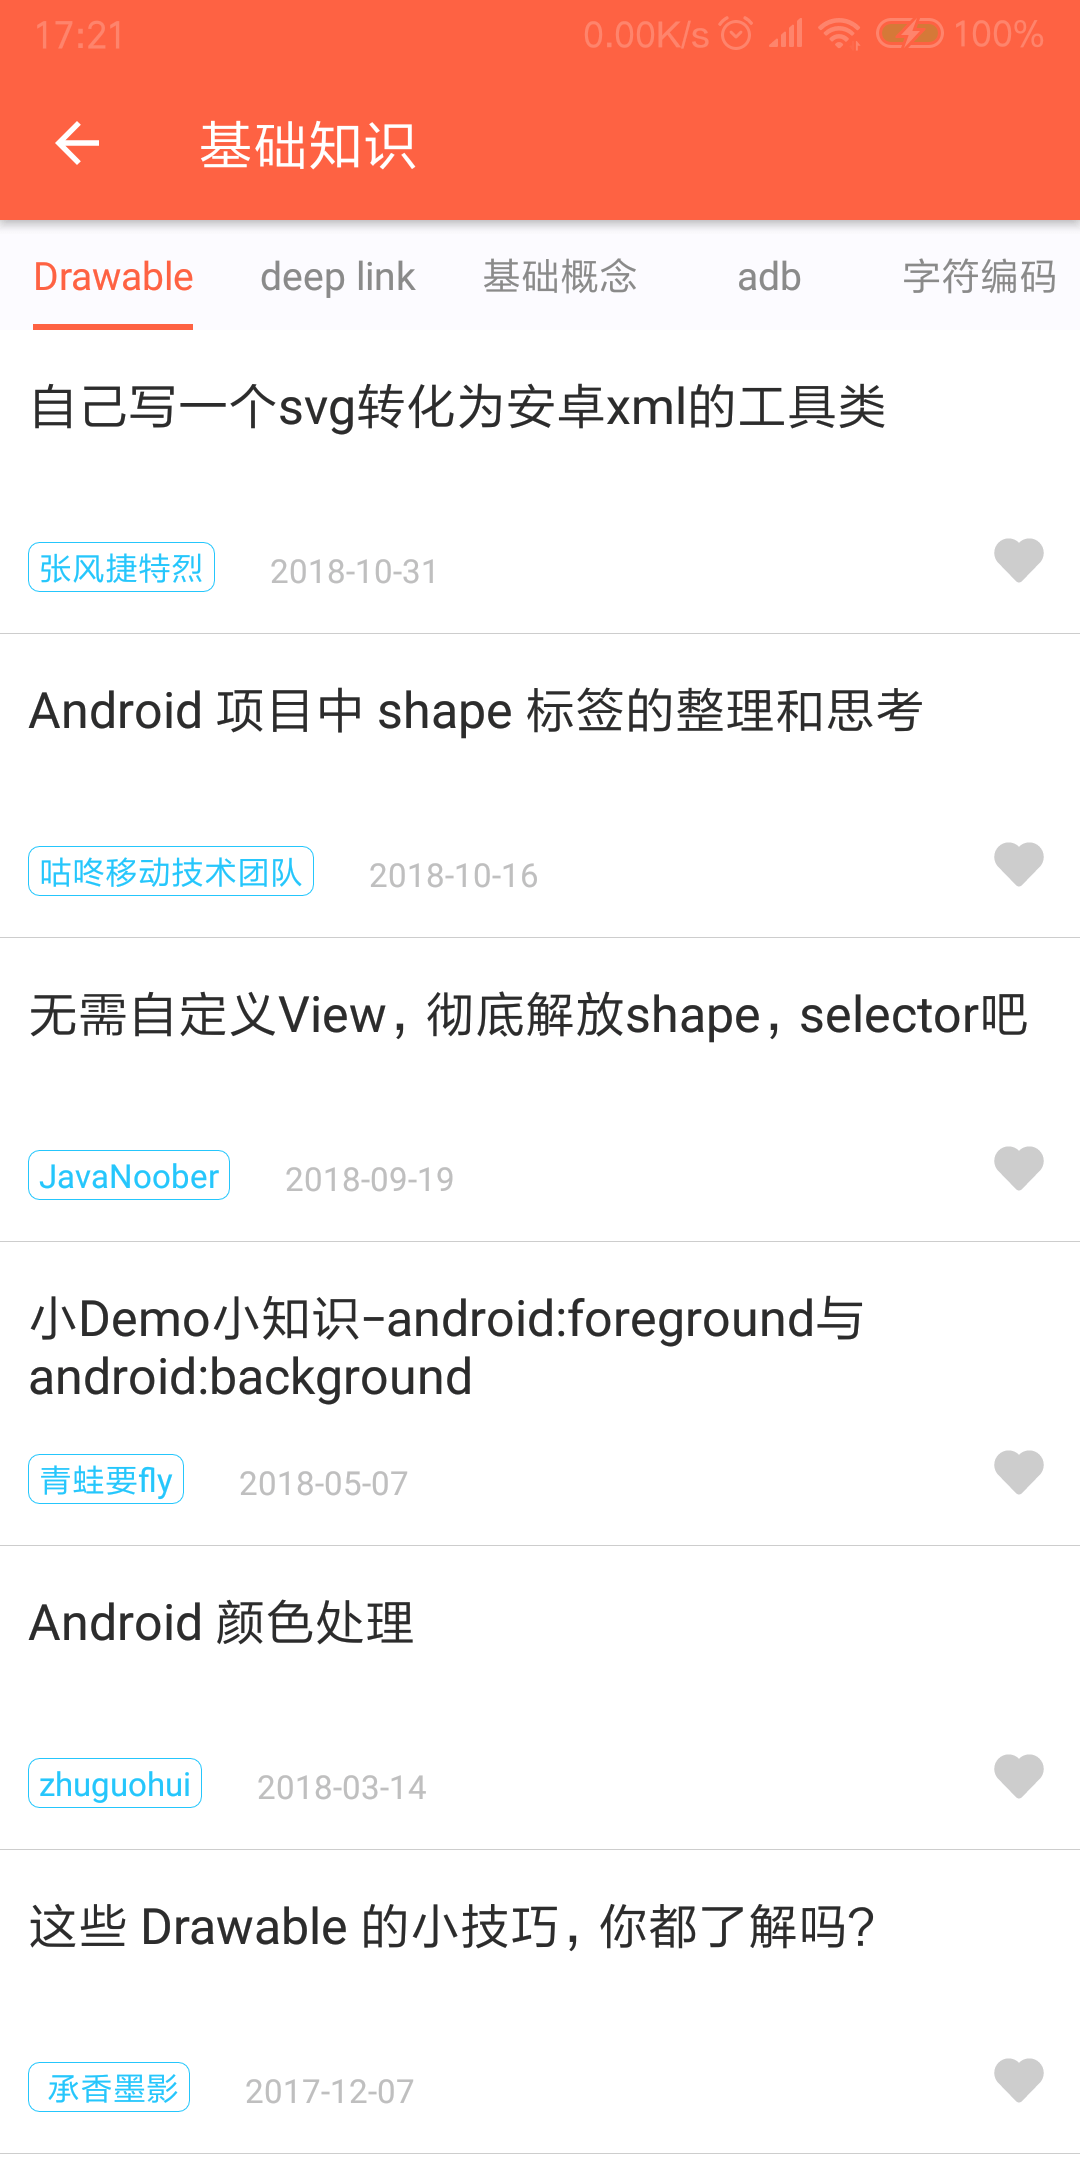 17:21 0.00K/s 100%
基础知识
Drawable deep link 基础概念 adb 字符编码
自己写一个svg转化为安卓xml的工具类
张风捷特烈 2018-10-31
Android 项目中 shape 标签的整理和思考
咕咚移动技术团队 2018-10-16
无需自定义View，彻底解放shape，selector吧
JavaNoober 2018-09-19
小Demo小知识-android:foreground与
android:background
青蛙要fly 2018-05-07
Android 颜色处理
zhuguohui 2018-03-14
这些 Drawable 的小技巧，你都了解吗？
承香墨影 2017-12-07